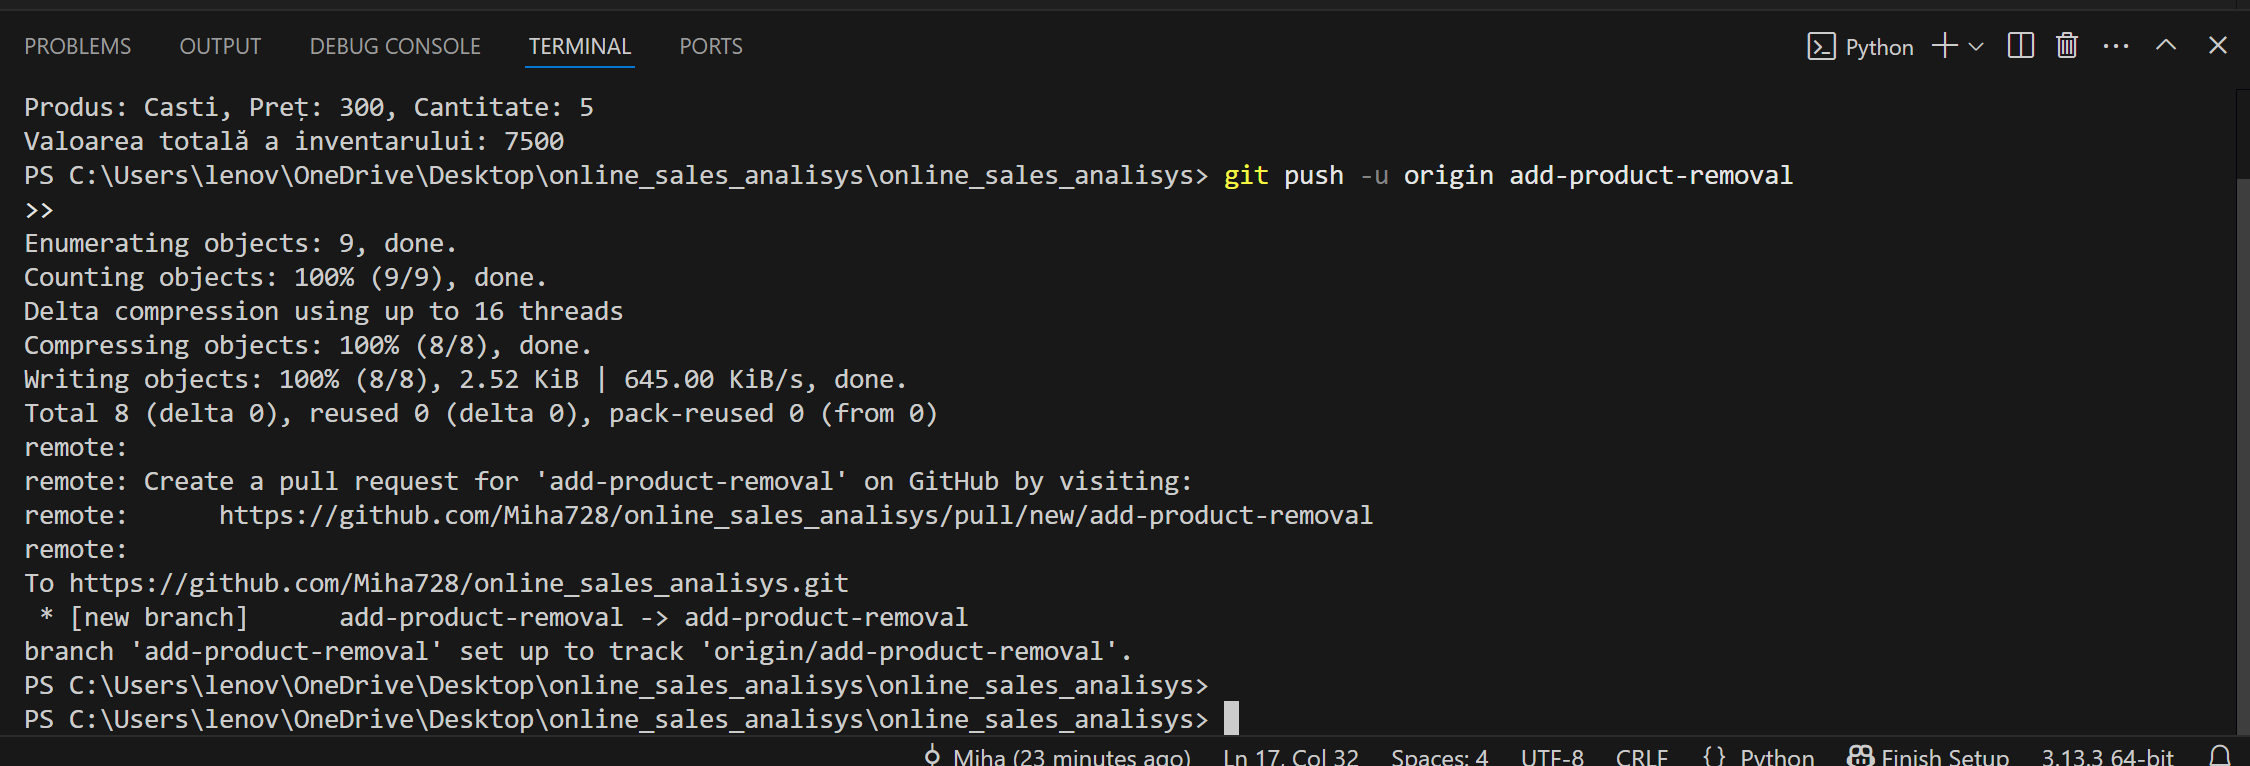 PROBLEMS OUTPUT DEBUG CONSOLE TERMINAL PORTS Python
Produs: Casti, Preț: 300, Cantitate: 5
Valoarea totală a inventarului: 7500
PS C:\Users\lenov\OneDrive\Desktop\online_sales_analisys\online_sales_analisys> git push -u origin add-product-removal
>>
Enumerating objects: 9, done.
Counting objects: 100% (9/9), done.
Delta compression using up to 16 threads
Compressing objects: 100% (8/8), done.
Writing objects: 100% (8/8), 2.52 KiB | 645.00 KiB/s, done.
Total 8 (delta 0), reused 0 (delta 0), pack-reused 0 (from 0)
remote:
remote: Create a pull request for 'add-product-removal' on GitHub by visiting:
remote:      https://github.com/Miha728/online_sales_analisys/pull/new/add-product-removal
remote:
To https://github.com/Miha728/online_sales_analisys.git
 * [new branch]      add-product-removal -> add-product-removal
branch 'add-product-removal' set up to track 'origin/add-product-removal'.
PS C:\Users\lenov\OneDrive\Desktop\online_sales_analisys\online_sales_analisys>
PS C:\Users\lenov\OneDrive\Desktop\online_sales_analisys\online_sales_analisys>
Miha (23 minutes ago) Ln 17, Col 32 Spaces: 4 UTF-8 CRLF {} Python Finish Setup 3.13.3 64-bit